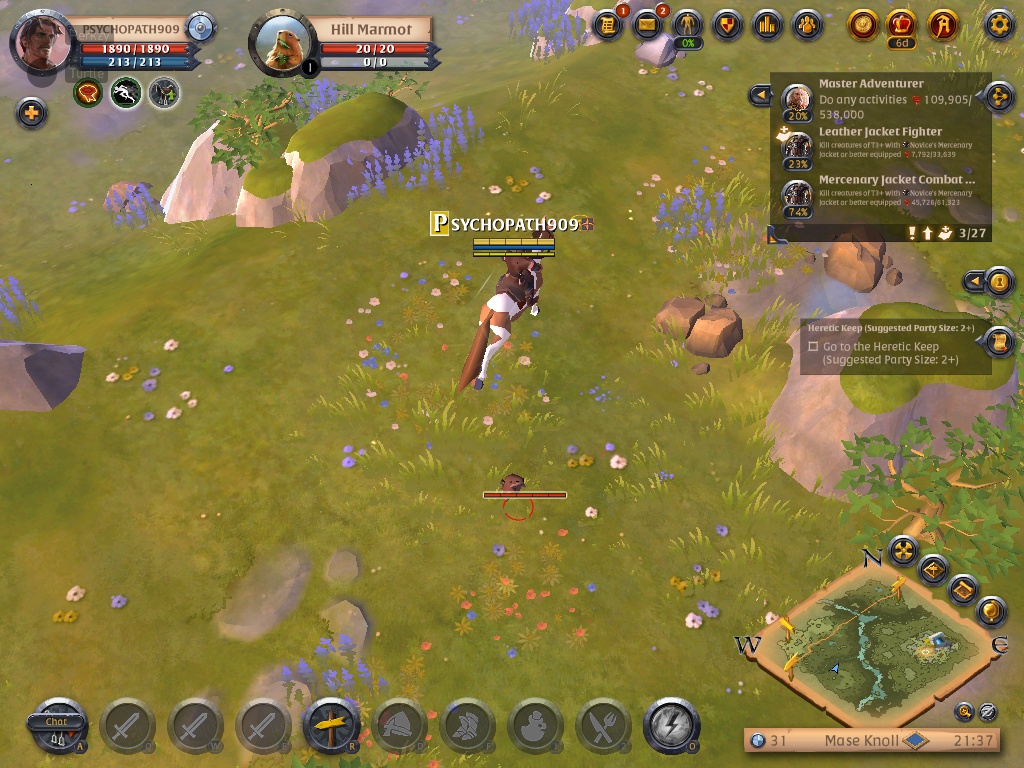 PSYCHOPATH909
1890 / 1890
213 / 213
Hill Marmot
20 / 20
0 / 0
I
1
2
0%
6d
Master Adventurer
Do any activities 109,905/
538,000
20%
Leather Jacket Fighter
Kill creatures of T3+ with Novice's Mercenary
Jacket or better equipped 7,792/33,639
23%
Mercenary Jacket Combat ...
Kill creatures of T3+ with Novice's Mercenary
Jacket or better equipped 45,726/61,323
74%
3/27
P PSYCHOPATH909
Heretic Keep (Suggested Party Size: 2+)
Go to the Heretic Keep
(Suggested Party Size: 2+)
N
W
E
Chat
A
Q
W
E
R
D
F
O
31
Mase Knoll
21:37